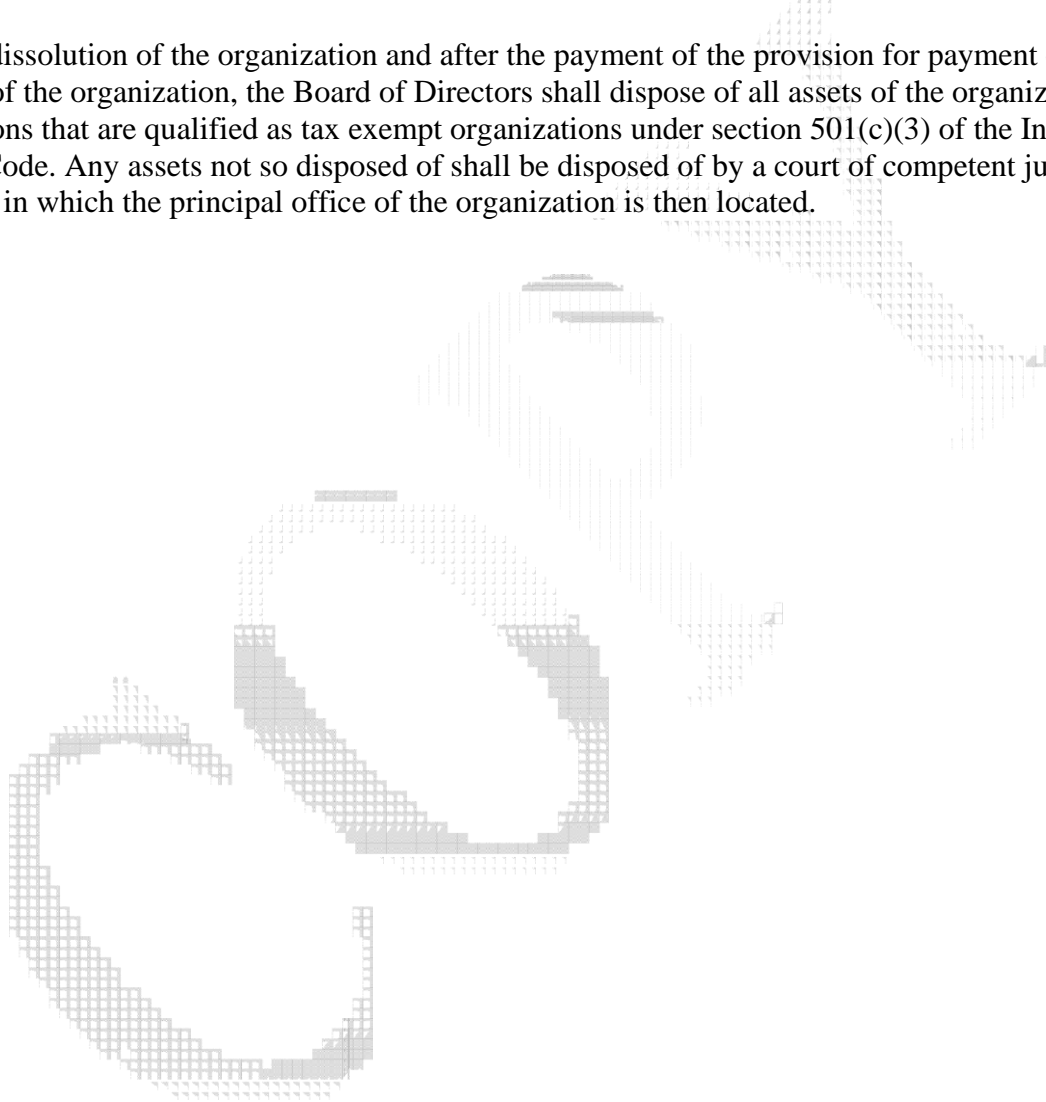 dissolution of the organization and after the payment of the provision for payment
of the organization, the Board of Directors shall dispose of all assets of the organiz
ons that are qualified as tax exempt organizations under section 501(c)(3) of the In
Code. Any assets not so disposed of shall be disposed of by a court of competent ju
in which the principal office of the organization is then located.
Copy